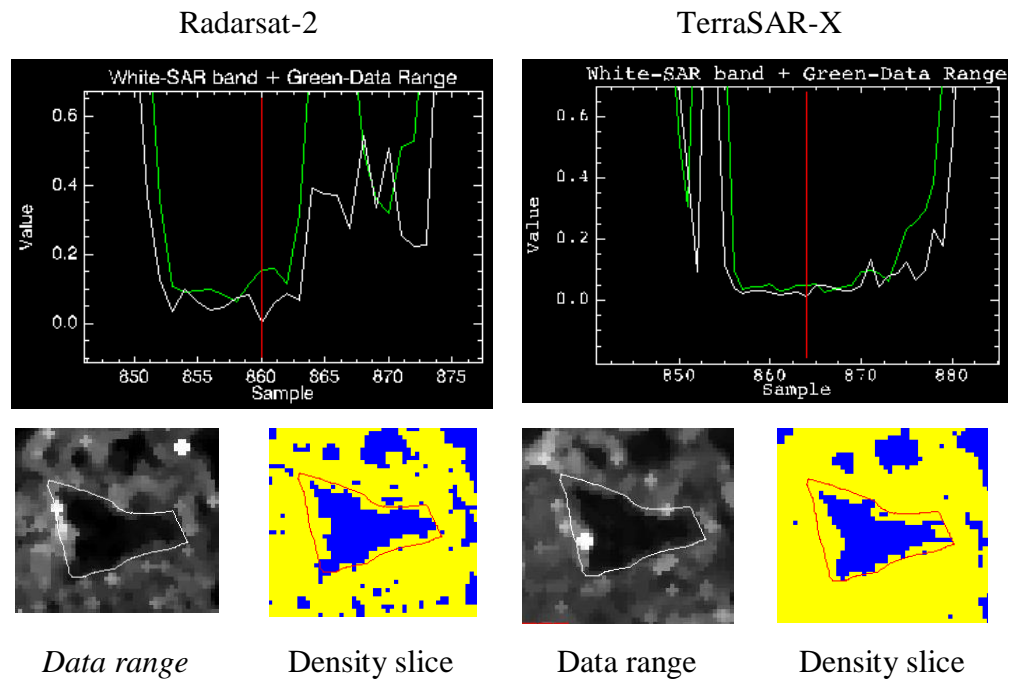 Radarsat-2
TerraSAR-X
White-SAR band + Green-Data Range
0.6
0.4
0.2
0.0
Value
850 855 860 865 870 875
Sample
White-SAR band + Green-Data Range
0.6
0.4
0.2
0.0
Value
850 860 870 880
Sample
Data range
Density slice
Data range
Density slice